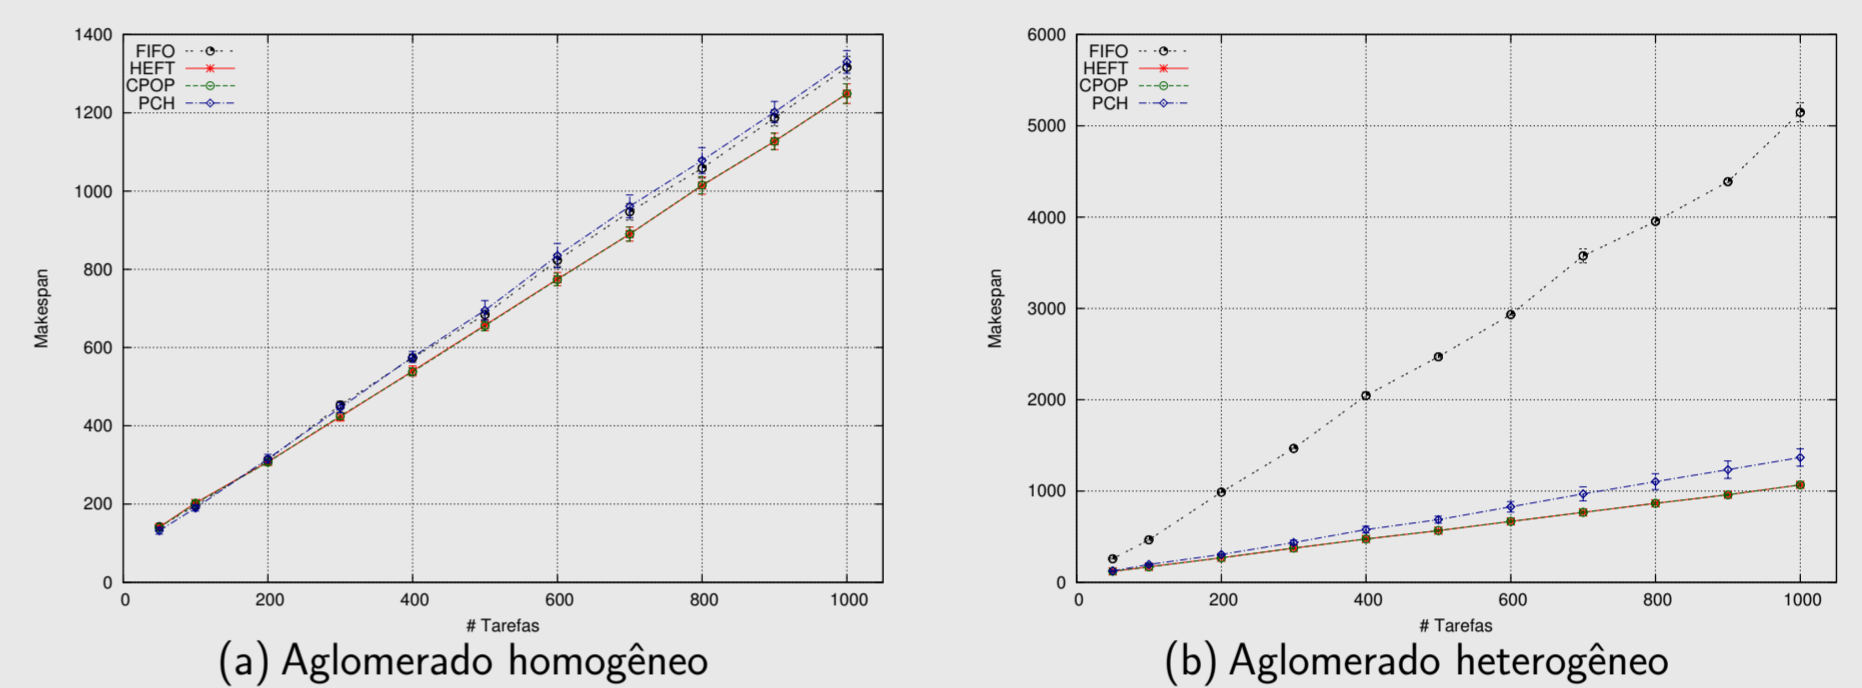 1400
1200
1000
800
600
400
200
0
Makespan
FIFO
HEFT
CPOP
PCH
0 200 400 600 800 1000
# Tarefas
(a) Aglomerado homogêneo
6000
5000
4000
3000
2000
1000
0
Makespan
FIFO
HEFT
CPOP
PCH
0 200 400 600 800 1000
# Tarefas
(b) Aglomerado heterogêneo